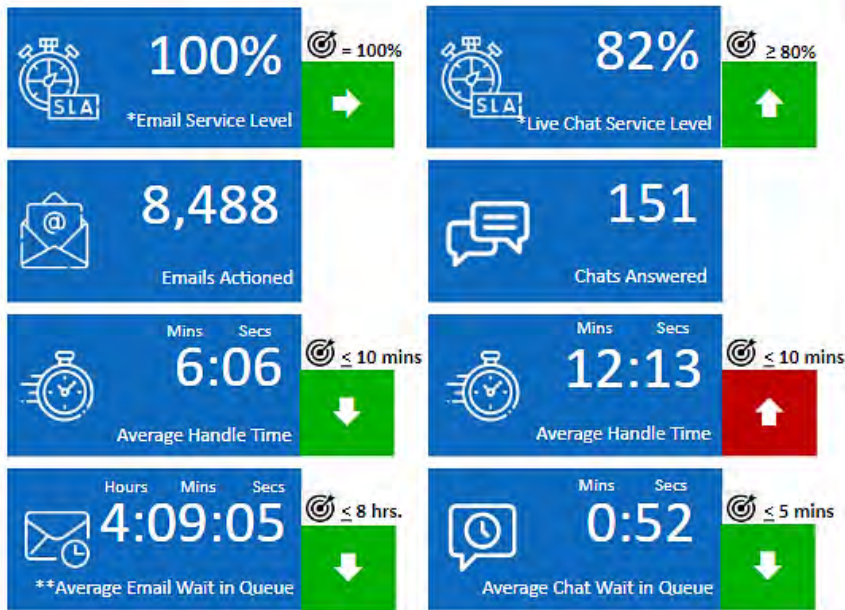 100%
= 100%
SLA
*Email Service Level
82%
≥ 80%
SLA
*Live Chat Service Level
8,488
@
Emails Actioned
151
Chats Answered
Mins Secs
6:06
≤ 10 mins
Average Handle Time
Mins Secs
12:13
≤ 10 mins
Average Handle Time
Hours Mins Secs
4:09:05
≤ 8 hrs.
**Average Email Wait in Queue
Mins Secs
0:52
≤ 5 mins
Average Chat Wait in Queue